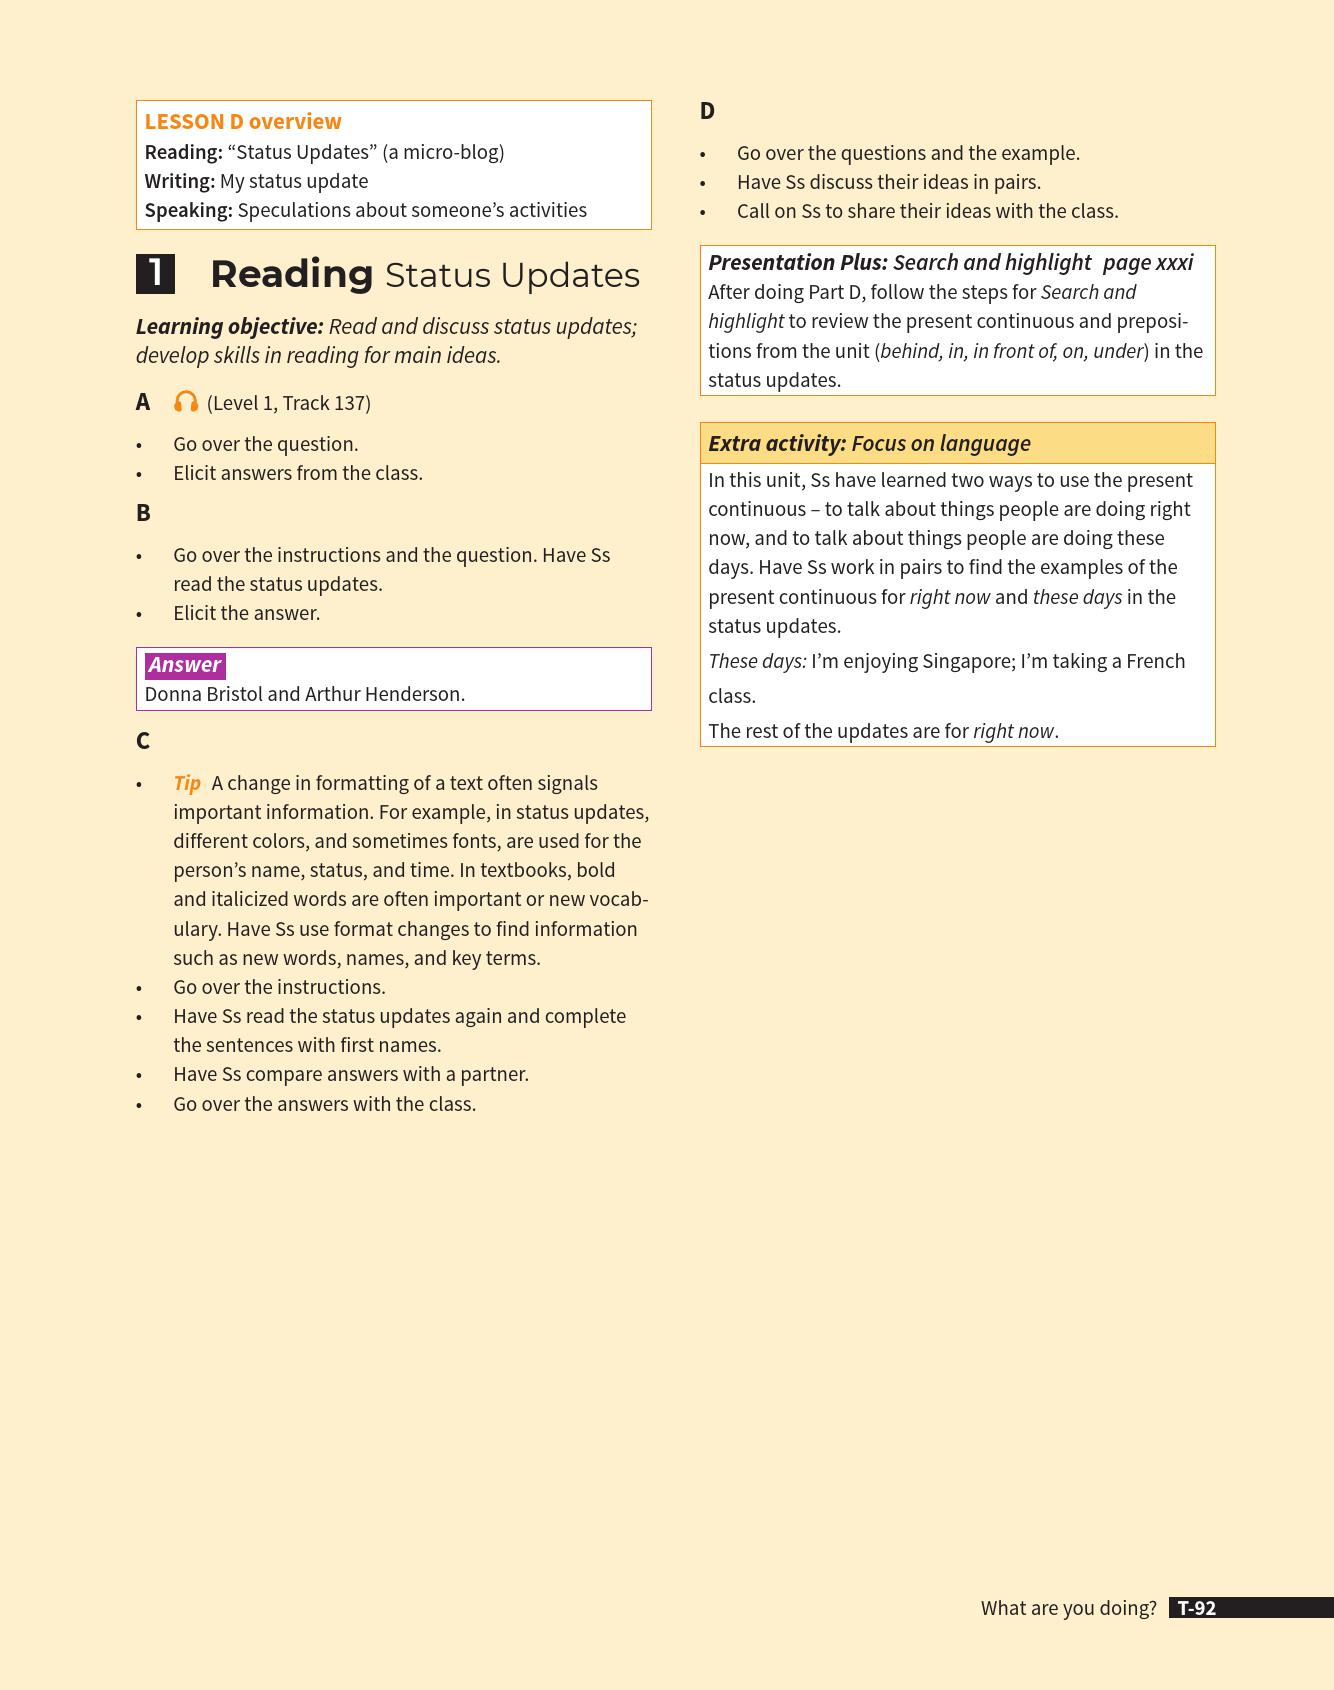 LESSON D overview
Reading: “Status Updates” (a micro-blog)
Writing: My status update
Speaking: Speculations about someone’s activities
1 Reading Status Updates
Learning objective: Read and discuss status updates;
develop skills in reading for main ideas.
A (Level 1, Track 137)
• Go over the question.
• Elicit answers from the class.
B
• Go over the instructions and the question. Have Ss
read the status updates.
• Elicit the answer.
Answer
Donna Bristol and Arthur Henderson.
C
• Tip A change in formatting of a text often signals
important information. For example, in status updates,
different colors, and sometimes fonts, are used for the
person’s name, status, and time. In textbooks, bold
and italicized words are often important or new vocab-
ulary. Have Ss use format changes to find information
such as new words, names, and key terms.
• Go over the instructions.
• Have Ss read the status updates again and complete
the sentences with first names.
• Have Ss compare answers with a partner.
• Go over the answers with the class.
D
• Go over the questions and the example.
• Have Ss discuss their ideas in pairs.
• Call on Ss to share their ideas with the class.
Presentation Plus: Search and highlight page xxxi
After doing Part D, follow the steps for Search and
highlight to review the present continuous and preposi-
tions from the unit (behind, in, in front of, on, under) in the
status updates.
Extra activity: Focus on language
In this unit, Ss have learned two ways to use the present
continuous – to talk about things people are doing right
now, and to talk about things people are doing these
days. Have Ss work in pairs to find the examples of the
present continuous for right now and these days in the
status updates.
These days: I’m enjoying Singapore; I’m taking a French
class.
The rest of the updates are for right now.
What are you doing? T-92